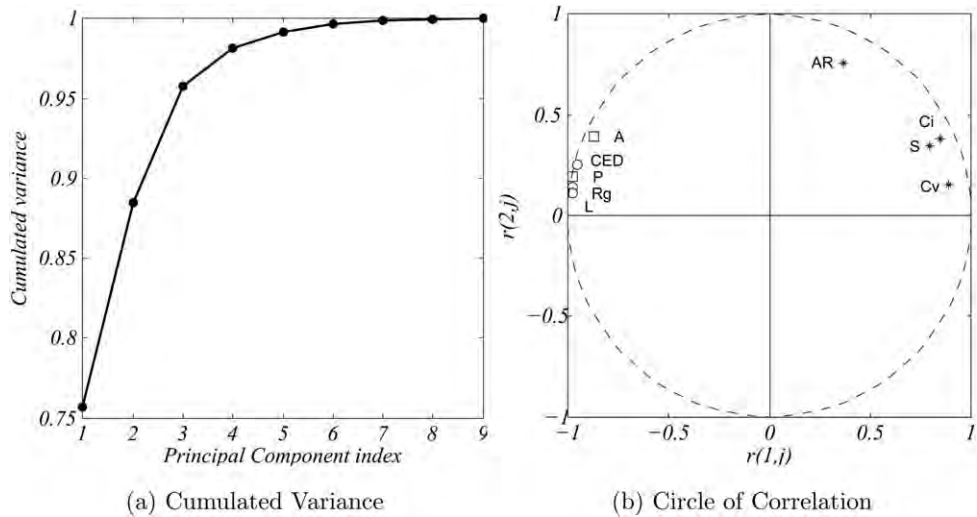 1
0.95
0.9
0.85
0.8
0.75
Cumulated variance
1 2 3 4 5 6 7 8 9
Principal Component index
(a) Cumulated Variance
1
0.5
0
−0.5
−1
r(2,j)
AR
Ci
S
Cv
A
CED
P
Rg
L
−1 −0.5 0 0.5 1
r(1,j)
(b) Circle of Correlation